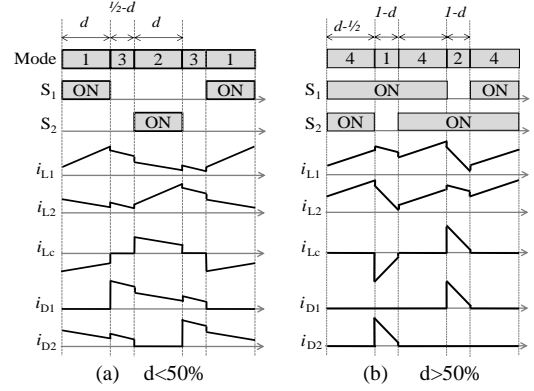 ½-d
d d
Mode 1 3 2 3 1
S1 ON ON
S2 ON
iL1
iL2
iLc
iD1
iD2
(a) d<50%
d-½ 1-d 1-d
4 1 4 2 4
S1 ON ON
S2 ON ON
iL1
iL2
iLc
iD1
iD2
(b) d>50%